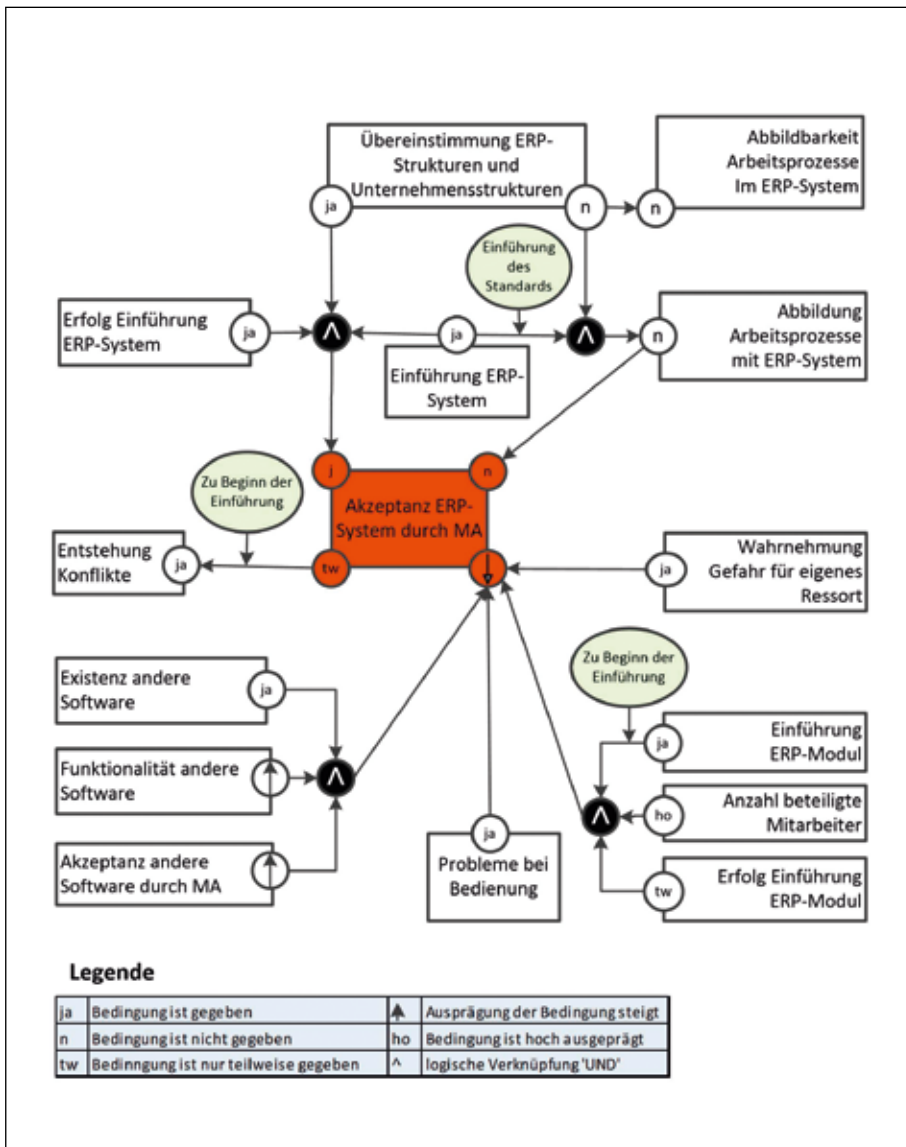 Übereinstimmung ERP-
Strukturen und
Unternehmensstrukturen
ja
n
Abbildbarkeit
Arbeitsprozesse
Im ERP-System
n
Einführung
des
Standards
Erfolg Einführung
ERP-System
ja
^
ja
Einführung ERP-
System
^
Abbildung
Arbeitsprozesse
mit ERP-System
n
j
n
Akzeptanz ERP-
System durch MA
tw
Zu Beginn der
Einführung
Entstehung
Konflikte
ja
Wahrnehmung
Gefahr für eigenes
Ressort
ja
Existenz andere
Software
ja
Funktionalität andere
Software
^
Akzeptanz andere
Software durch MA
ja
Probleme bei
Bedienung
Zu Beginn der
Einführung
Einführung
ERP-Modul
ja
^
Anzahl beteiligte
Mitarbeiter
ho
Erfolg Einführung
ERP-Modul
tw
Legende
ja Bedingung ist gegeben Ausprägung der Bedingung steigt
n Bedingung ist nicht gegeben ho Bedingung ist hoch ausgeprägt
tw Bedinngung ist nur teilweise gegeben ^ logische Verknüpfung 'UND'